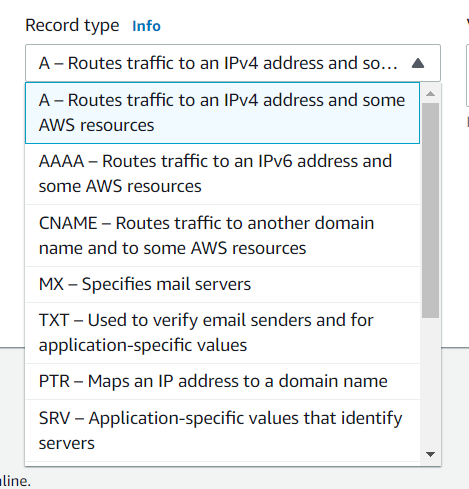 Record type Info
A – Routes traffic to an IPv4 address and so...
A – Routes traffic to an IPv4 address and some
AWS resources
AAAA – Routes traffic to an IPv6 address and
some AWS resources
CNAME – Routes traffic to another domain
name and to some AWS resources
MX – Specifies mail servers
TXT – Used to verify email senders and for
application-specific values
PTR – Maps an IP address to a domain name
SRV – Application-specific values that identify
servers